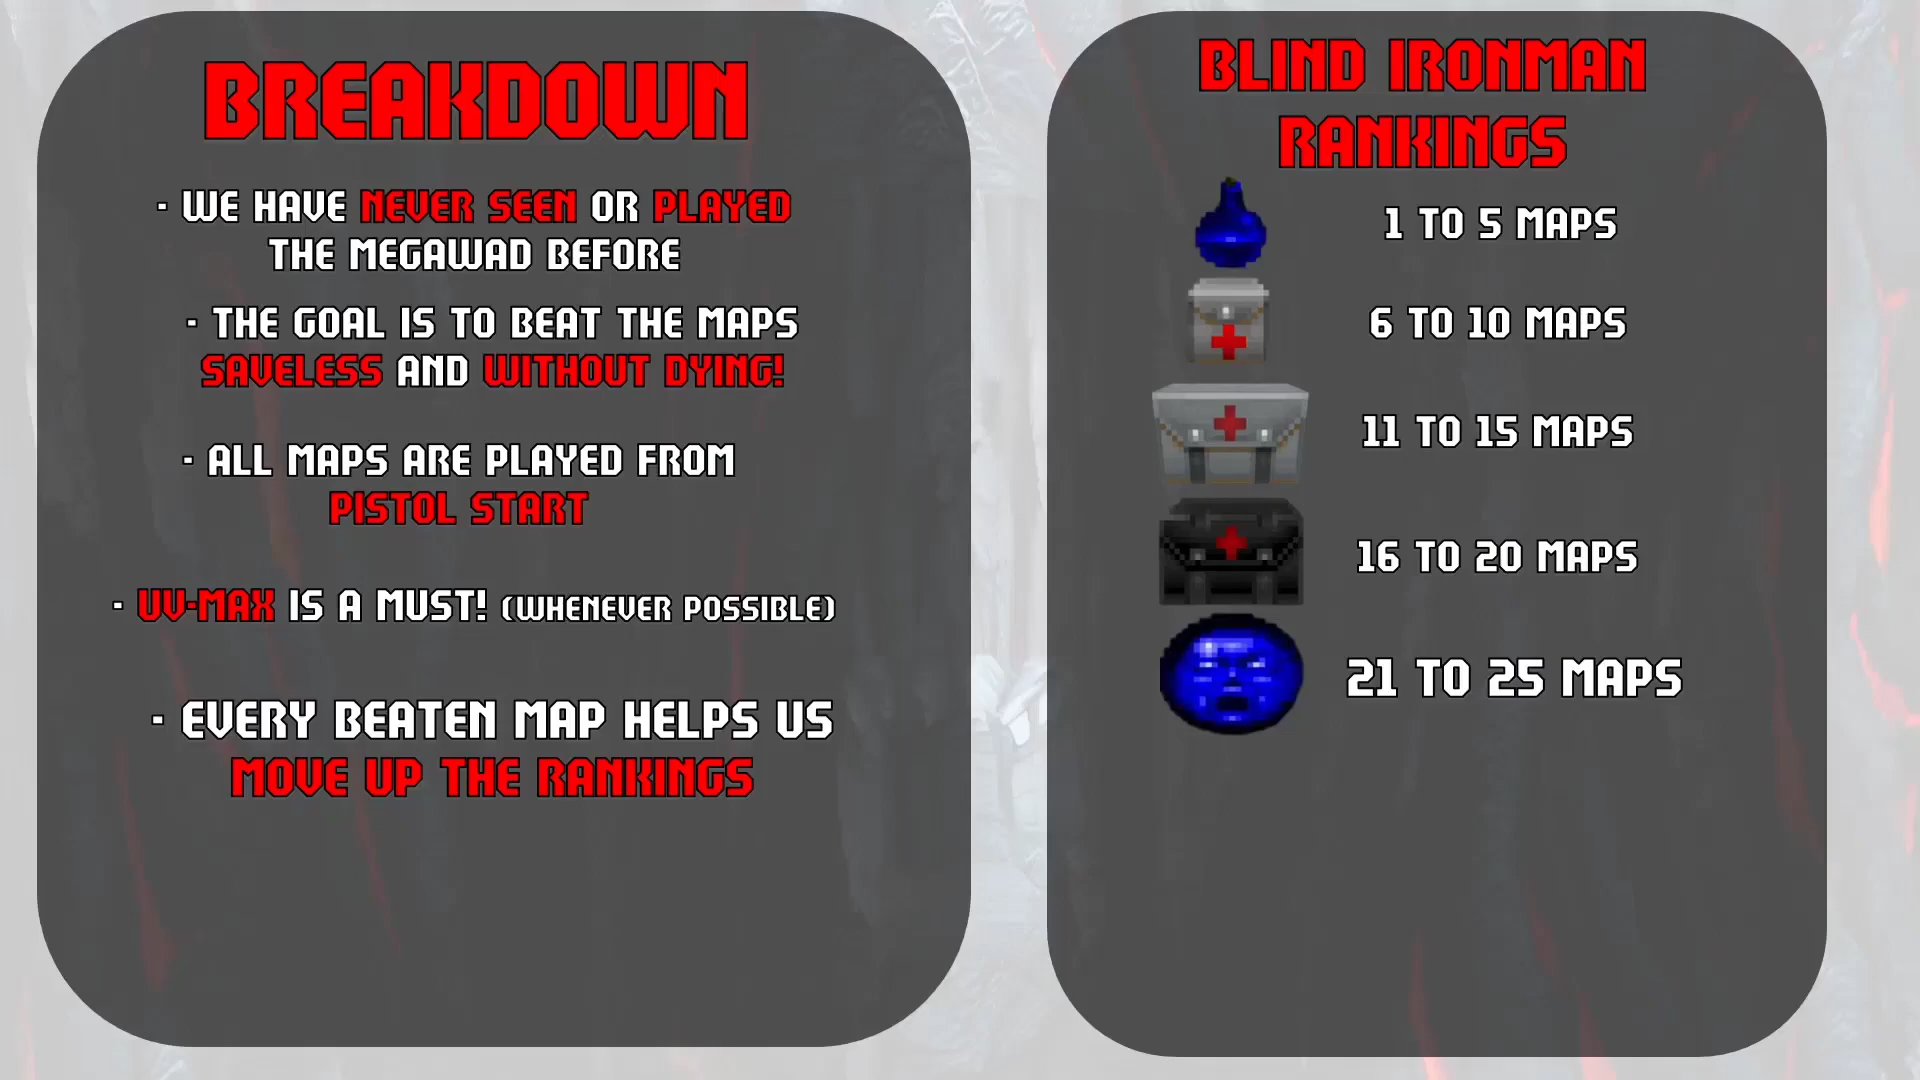 BREAKDOWN
· WE HAVE NEVER SEEN OR PLAYED
THE MEGAWAD BEFORE
· THE GOAL IS TO BEAT THE MAPS
SAVELESS AND WITHOUT DYING!
· ALL MAPS ARE PLAYED FROM
PISTOL START
· UV-MAX IS A MUST! (WHENEVER POSSIBLE)
· EVERY BEATEN MAP HELPS US
MOVE UP THE RANKINGS
BLIND IRONMAN
RANKINGS
1 TO 5 MAPS
6 TO 10 MAPS
11 TO 15 MAPS
16 TO 20 MAPS
21 TO 25 MAPS